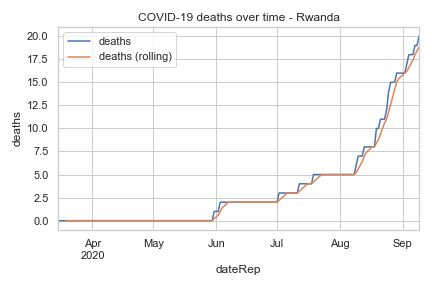 COVID-19 deaths over time - Rwanda
deaths
deaths (rolling)
20.0
17.5
15.0
12.5
10.0
7.5
5.0
2.5
0.0
deaths
Apr
2020
May
Jun
Jul
Aug
Sep
dateRep